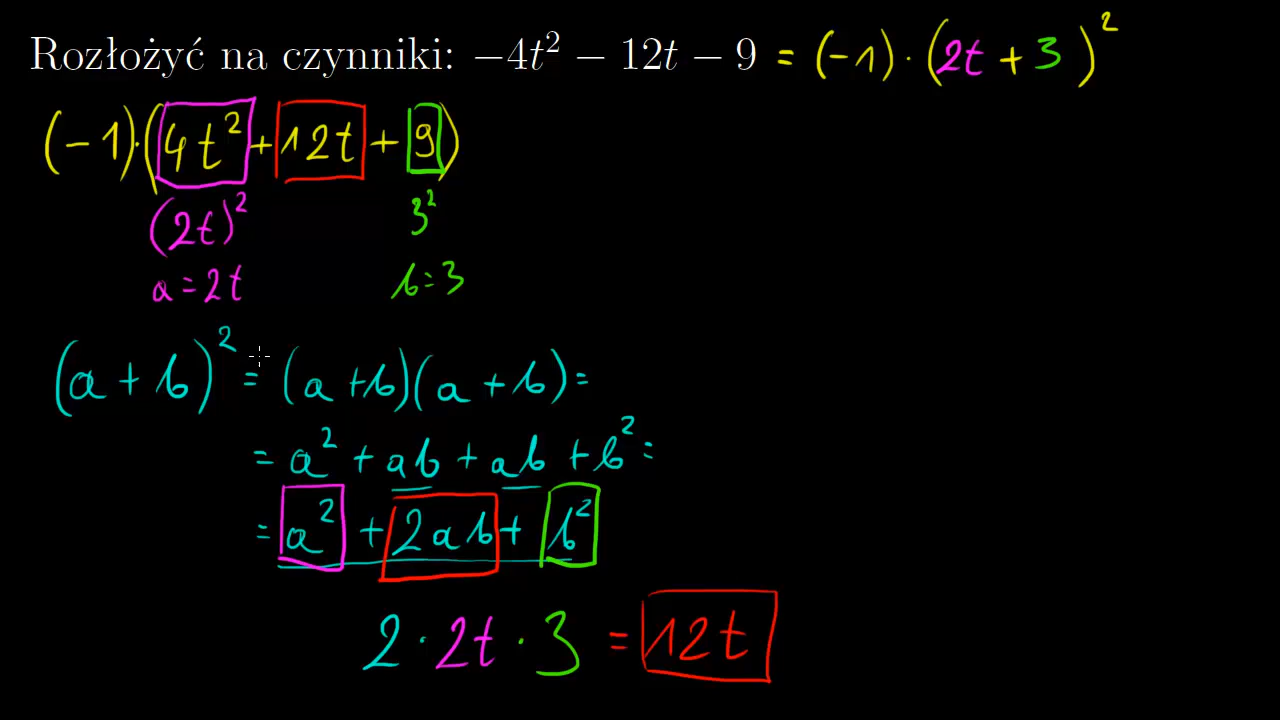 Rozłożyć na czynniki: −4t² − 12t − 9 = (−1) · (2t + 3)²
(−1)·(4t² + 12t + 9)
(2t)² 3²
a = 2t b = 3
(a + b)² = (a + b)(a + b) =
= a² + ab + ab + b² =
= a² + 2ab + b²
2 · 2t · 3 = 12t